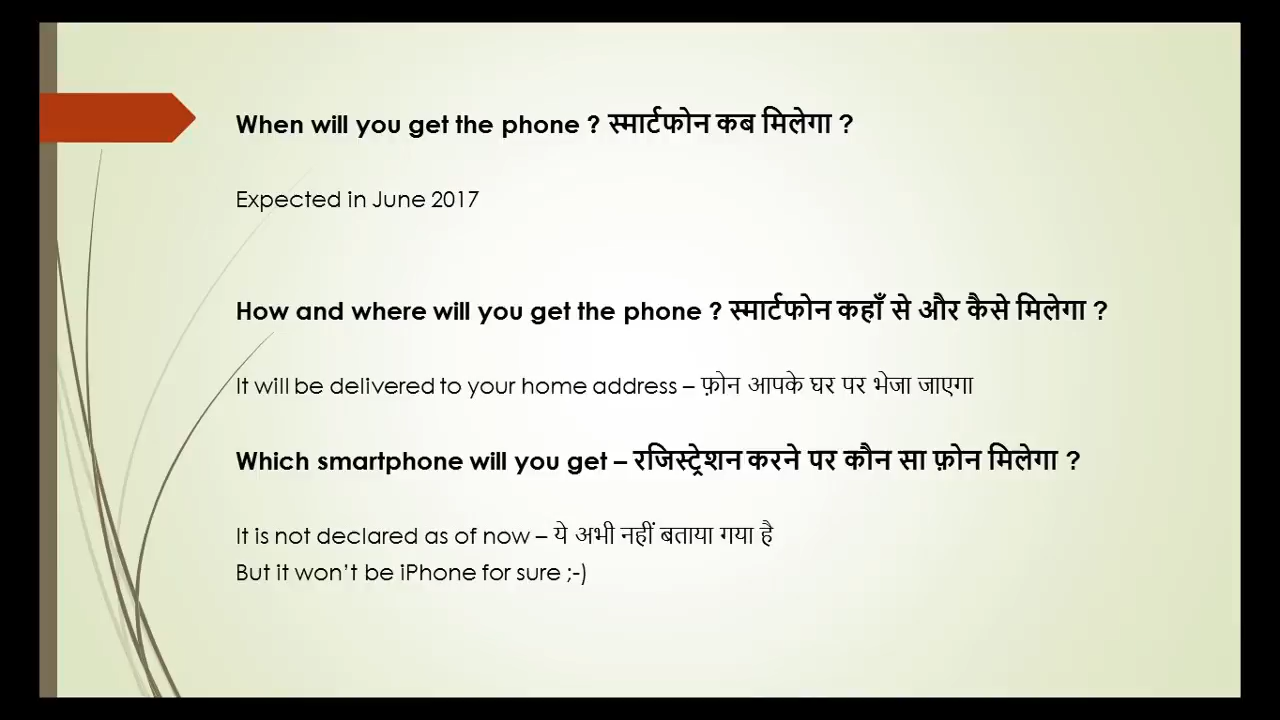 When will you get the phone ? स्मार्टफोन कब मिलेगा ?
Expected in June 2017
How and where will you get the phone ? स्मार्टफोन कहाँ से और कैसे मिलेगा ?
It will be delivered to your home address – फ़ोन आपके घर पर भेजा जाएगा
Which smartphone will you get – रजिस्ट्रेशन करने पर कौन सा फ़ोन मिलेगा ?
It is not declared as of now – ये अभी नहीं बताया गया है
But it won’t be iPhone for sure ;-)